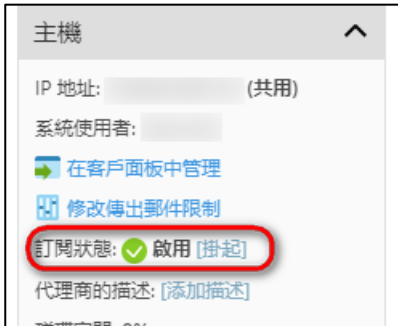 主機
IP 地址: (共用)
系統使用者:
在客戶面板中管理
修改傳出郵件限制
訂閱狀態: 啟用 [掛起]
代理商的描述: [添加描述]